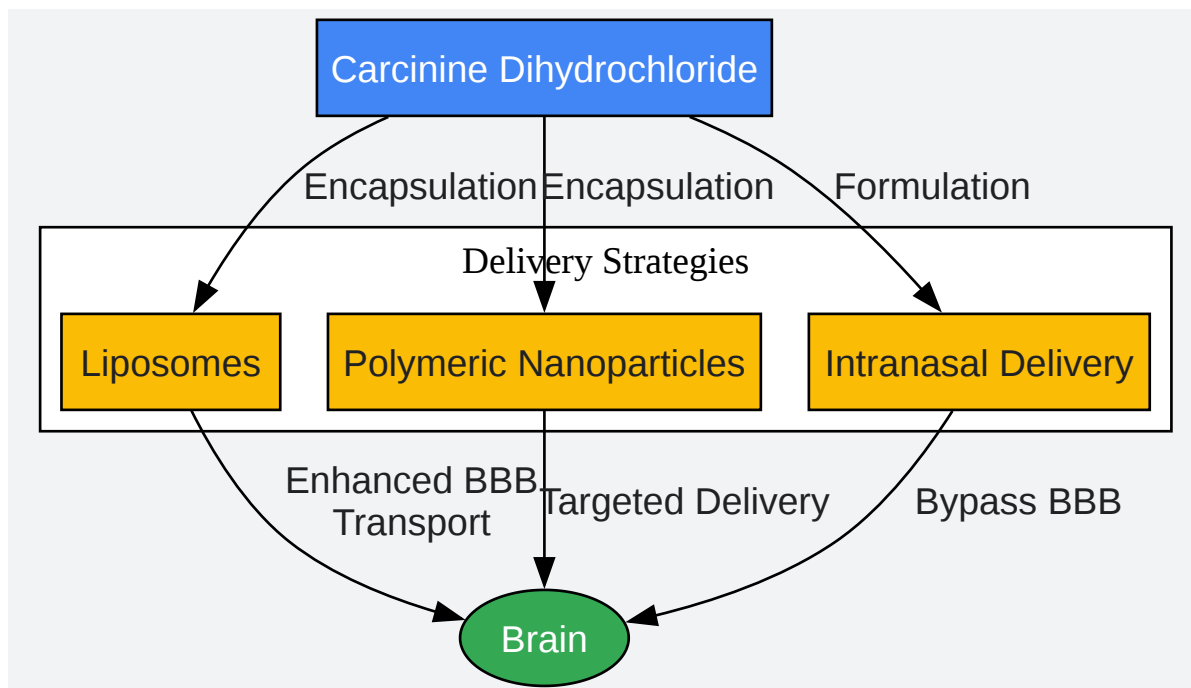 Carcinine Dihydrochloride
Encapsulation
Encapsulation
Formulation
Delivery Strategies
Liposomes
Polymeric Nanoparticles
Intranasal Delivery
Enhanced BBB
Transport
Targeted Delivery
Bypass BBB
Brain